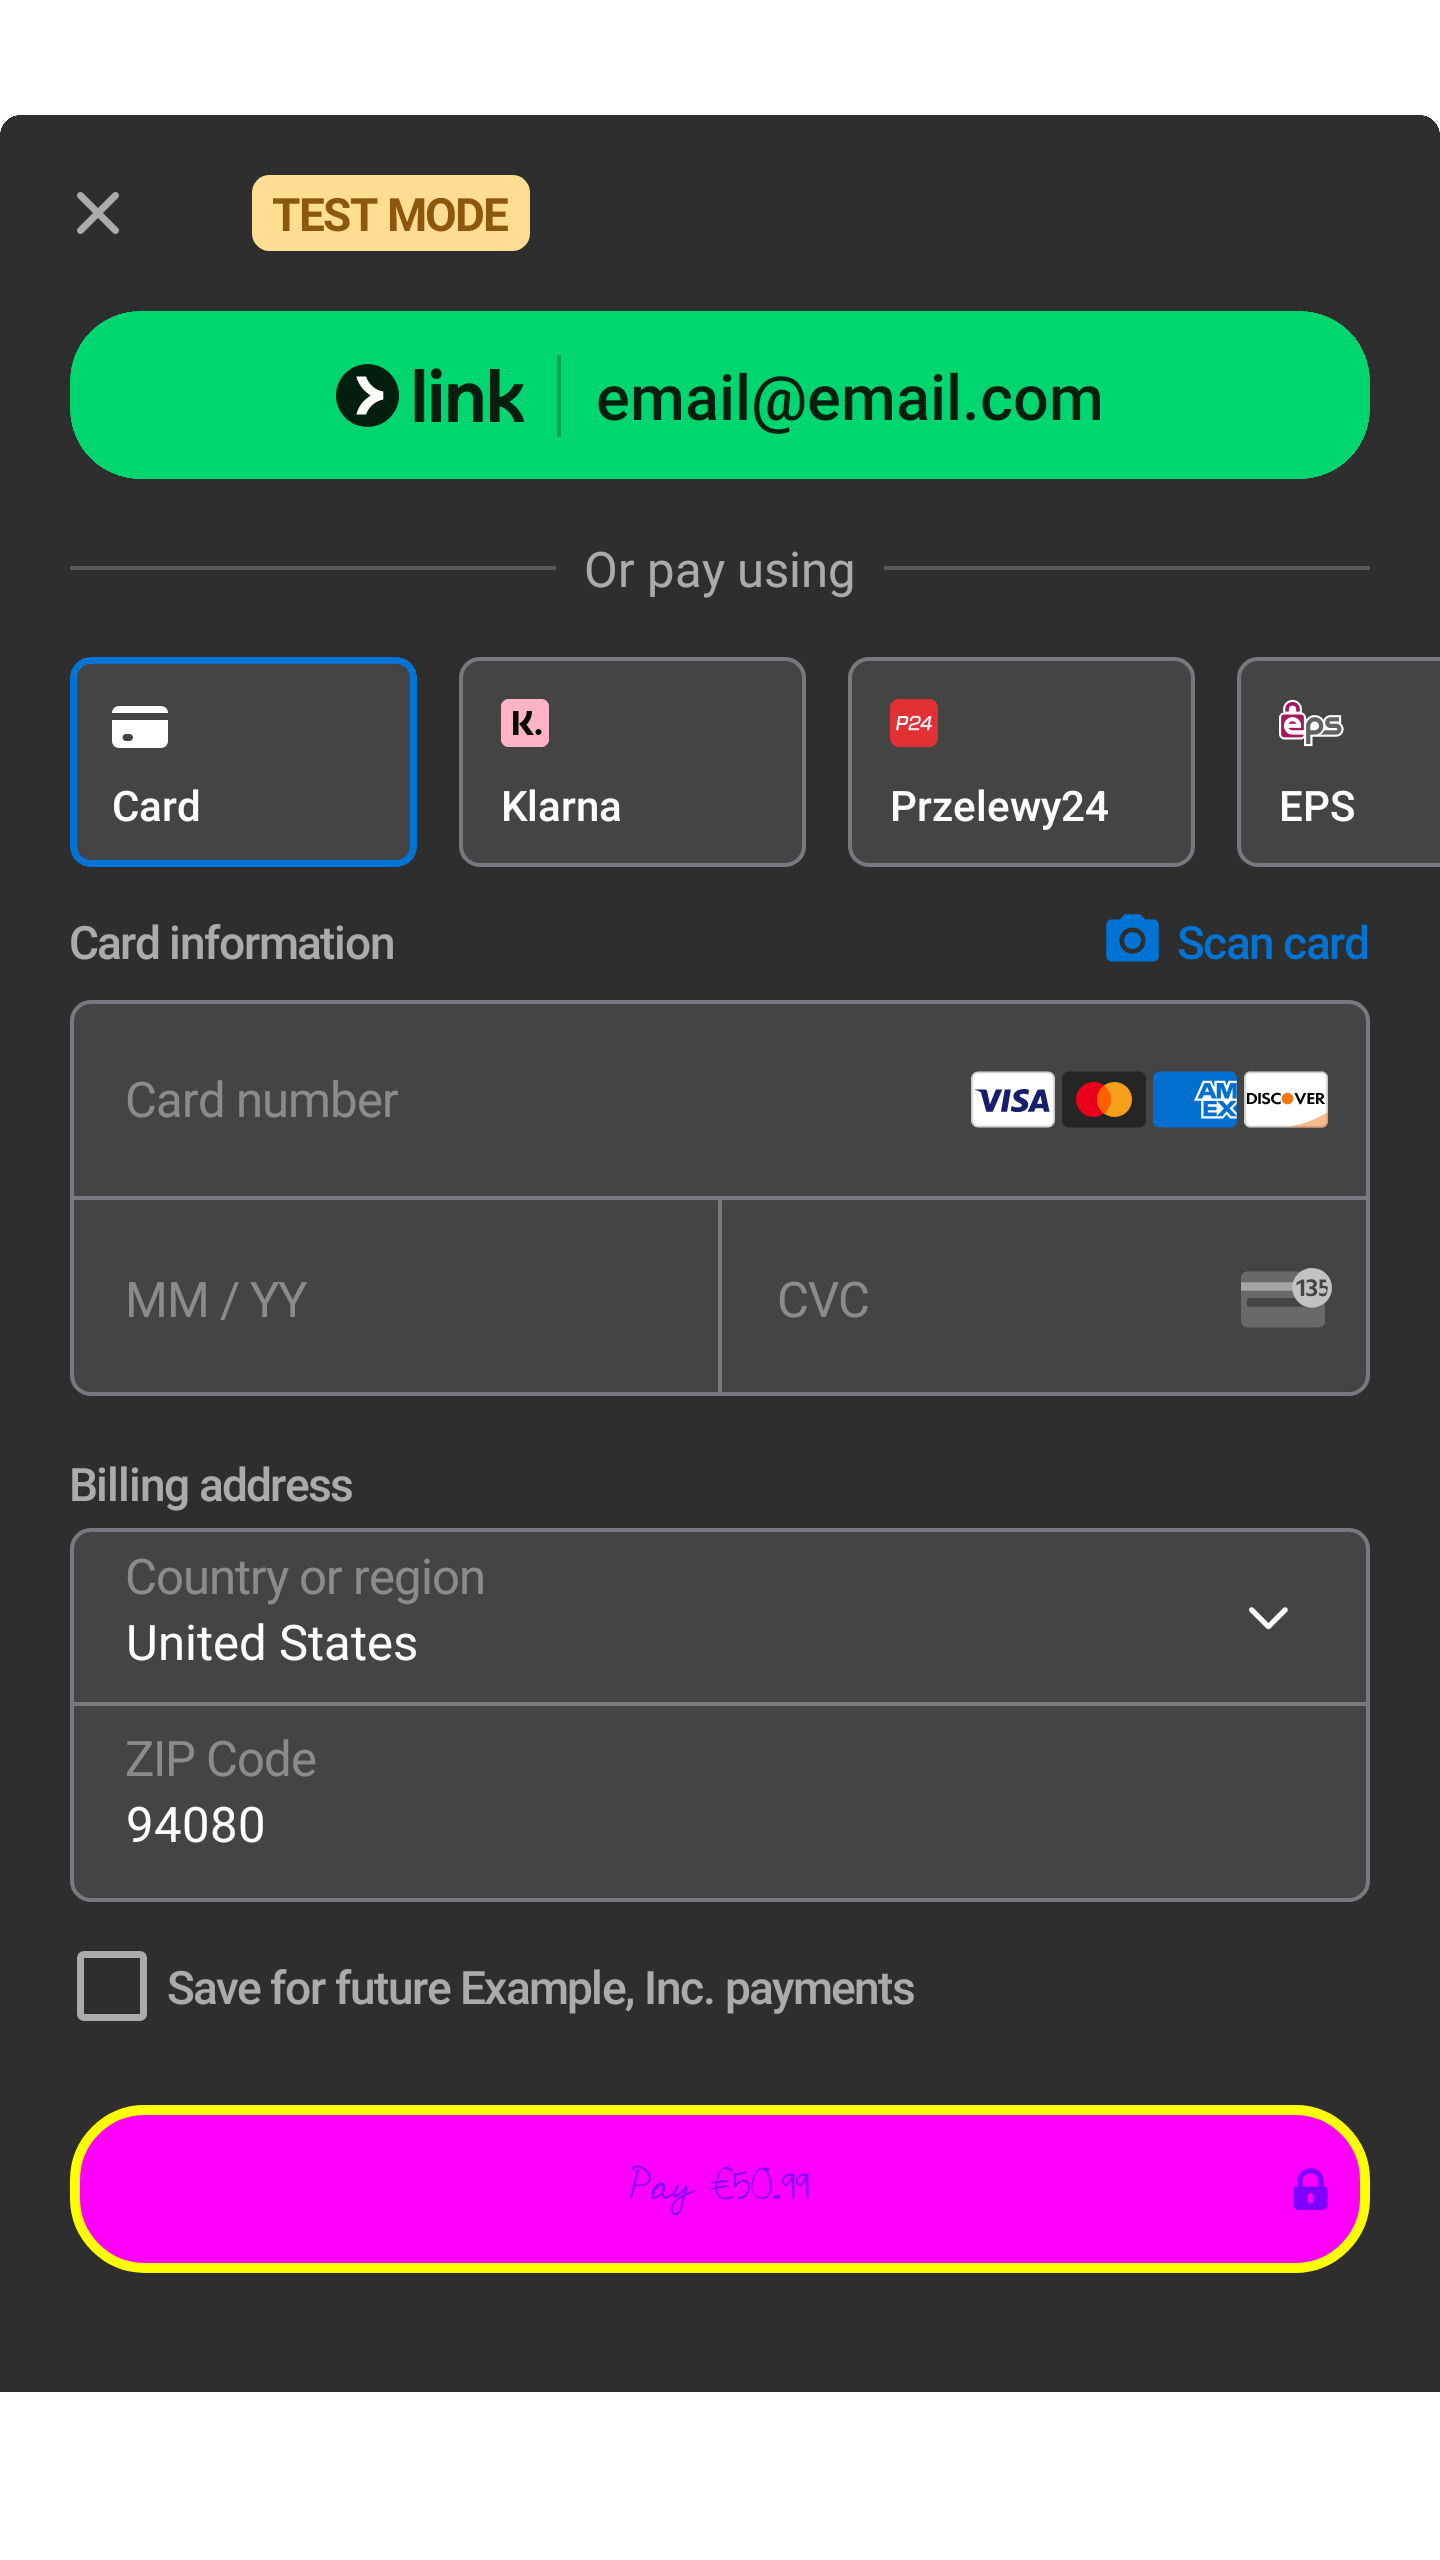 TEST MODE
link | email@email.com
Or pay using
K.
P24
eps
Card
Klarna
Przelewy24
EPS
Card information
Scan card
Card number
VISA
AM EX
DISCOVER
MM / YY
CVC
135
Billing address
Country or region
United States
ZIP Code
94080
Save for future Example, Inc. payments
Pay €50.99